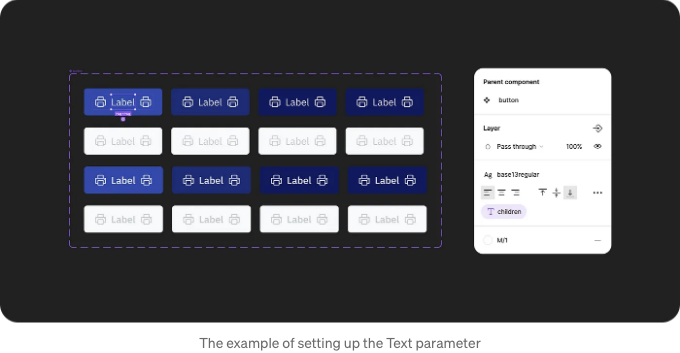 Label Label Label Label
Label Label Label Label
Label Label Label Label
Label Label Label Label
Parent component
button
Layer
Pass through
100%
Ag base13regular
children
M/1
The example of setting up the Text parameter